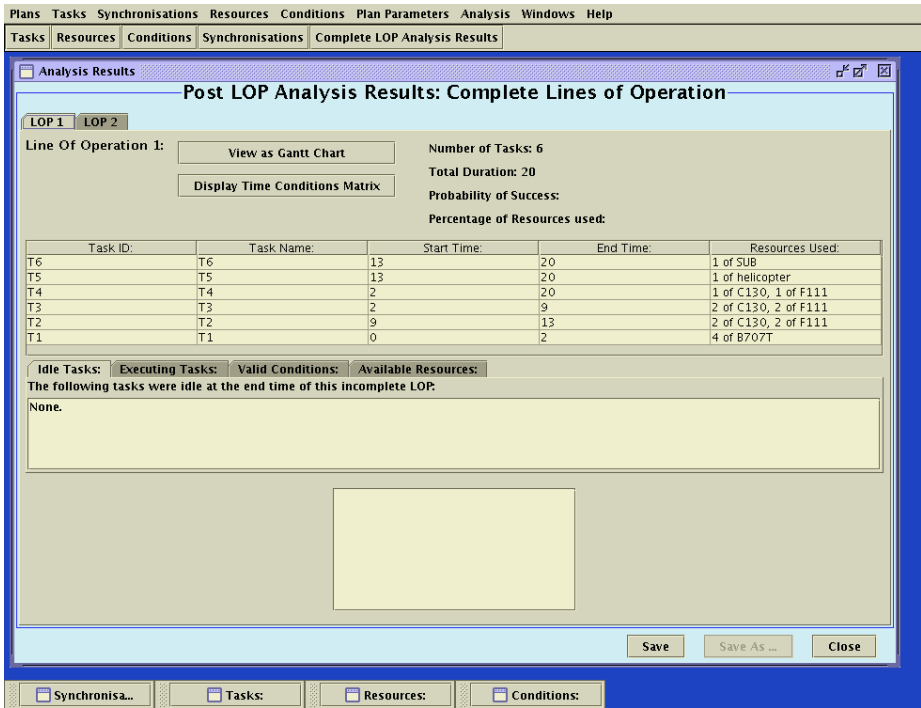 Plans Tasks Synchronisations Resources Conditions Plan Parameters Analysis Windows Help
Tasks Resources Conditions Synchronisations Complete LOP Analysis Results
Analysis Results
Post LOP Analysis Results: Complete Lines of Operation
LOP 1 LOP 2
Line Of Operation 1:
View as Gantt Chart
Display Time Conditions Matrix
Number of Tasks: 6
Total Duration: 20
Probability of Success:
Percentage of Resources used:
Task ID: Task Name: Start Time: End Time: Resources Used:
T6 T6 13 20 1 of SUB
T5 T5 13 20 1 of helicopter
T4 T4 2 20 1 of C130, 1 of F111
T3 T3 2 9 2 of C130, 2 of F111
T2 T2 9 13 2 of C130, 2 of F111
T1 T1 0 2 4 of B707T
Idle Tasks: Executing Tasks: Valid Conditions: Available Resources:
The following tasks were idle at the end time of this incomplete LOP:
None.
Save Save As ... Close
Synchronisa... Tasks: Resources: Conditions: